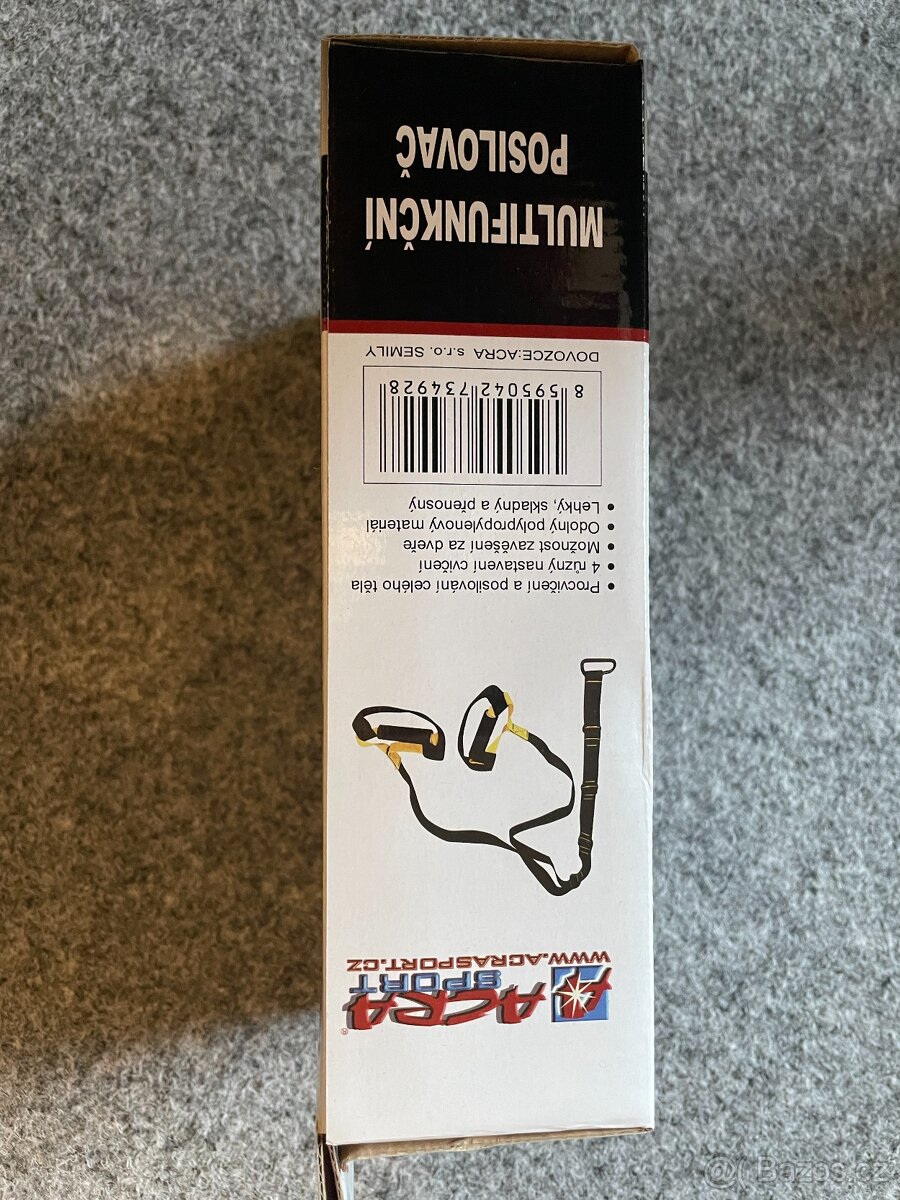 ACRA®
SPORT
WWW.ACRASPORT.CZ
• Procvičení a posilování celého těla
• 4 různý nastavení cvičení
• Možnost zavěšení za dveře
• Odolný polypropylenový materiál
• Lehký, skladný a přenosný
8 595042 734928
DOVOZCE:ACRA s.r.o. SEMILY
MULTIFUNKČNÍ
POSILOVAČ
@ Bazos.cz